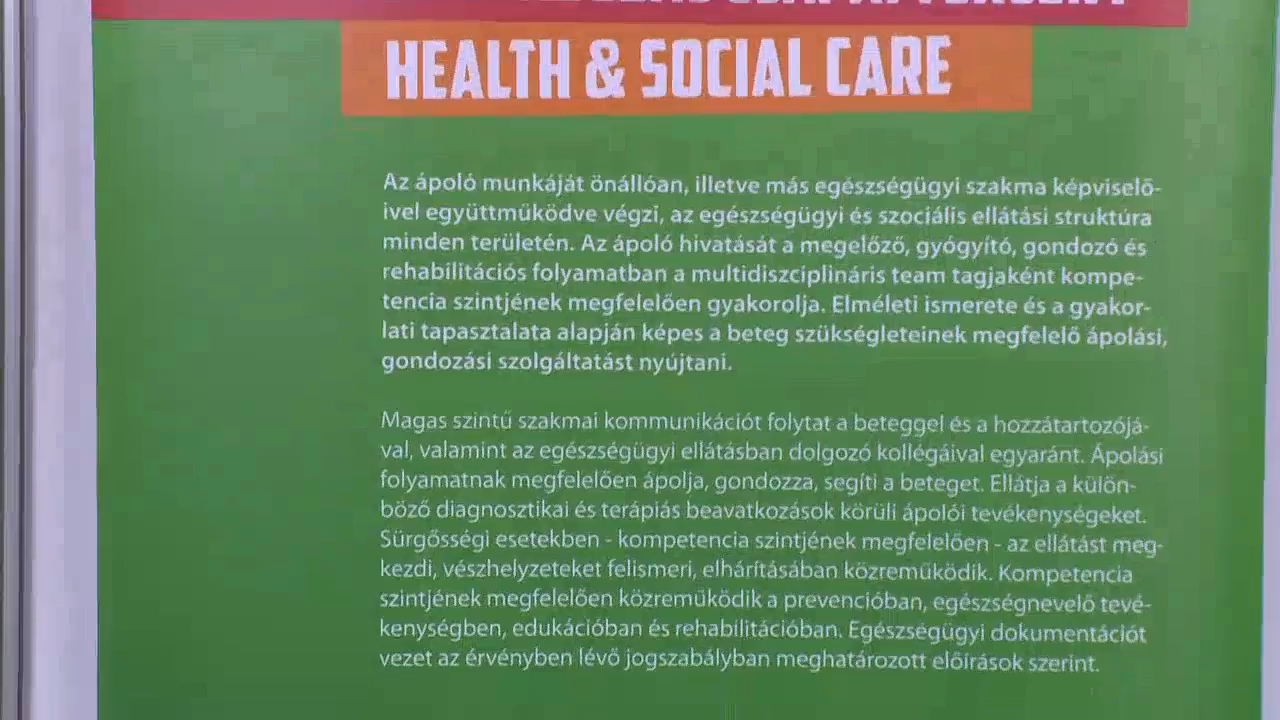 HEALTH & SOCIAL CARE
Az ápoló munkáját önállóan, illetve más egészségügyi szakma képviselő-
ivel együttműködve végzi, az egészségügyi és szociális ellátási struktúra
minden területén. Az ápoló hivatását a megelőző, gyógyító, gondozó és
rehabilitációs folyamatban a multidiszciplináris team tagjaként kompe-
tencia szintjének megfelelően gyakorolja. Elméleti ismerete és a gyakor-
lati tapasztalata alapján képes a beteg szükségleteinek megfelelő ápolási,
gondozási szolgáltatást nyújtani.
Magas szintű szakmai kommunikációt folytat a beteggel és a hozzátartozójá-
val, valamint az egészségügyi ellátásban dolgozó kollégáival egyaránt. Ápolási
folyamatnak megfelelően ápolja, gondozza, segíti a beteget. Ellátja a külön-
böző diagnosztikai és terápiás beavatkozások körüli ápolói tevékenységeket.
Sürgősségi esetekben - kompetencia szintjének megfelelően - az ellátást meg-
kezdi, vészhelyzeteket felismeri, elhárításában közreműködik. Kompetencia
szintjének megfelelően közreműködik a prevencióban, egészségnevelő tevé-
kenységben, edukációban és rehabilitációban. Egészségügyi dokumentációt
vezet az érvényben lévő jogszabályban meghatározott előírások szerint.